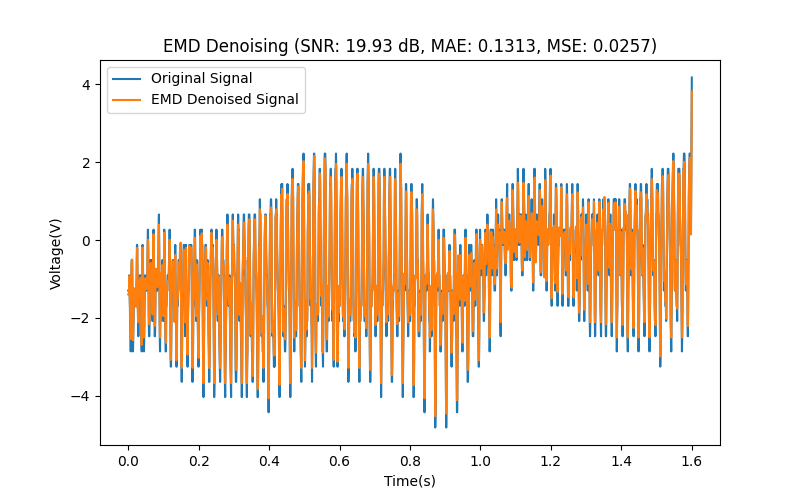 EMD Denoising (SNR: 19.93 dB, MAE: 0.1313, MSE: 0.0257)
Original Signal
EMD Denoised Signal
4
2
0
−2
−4
Voltage(V)
0.0 0.2 0.4 0.6 0.8 1.0 1.2 1.4 1.6
Time(s)